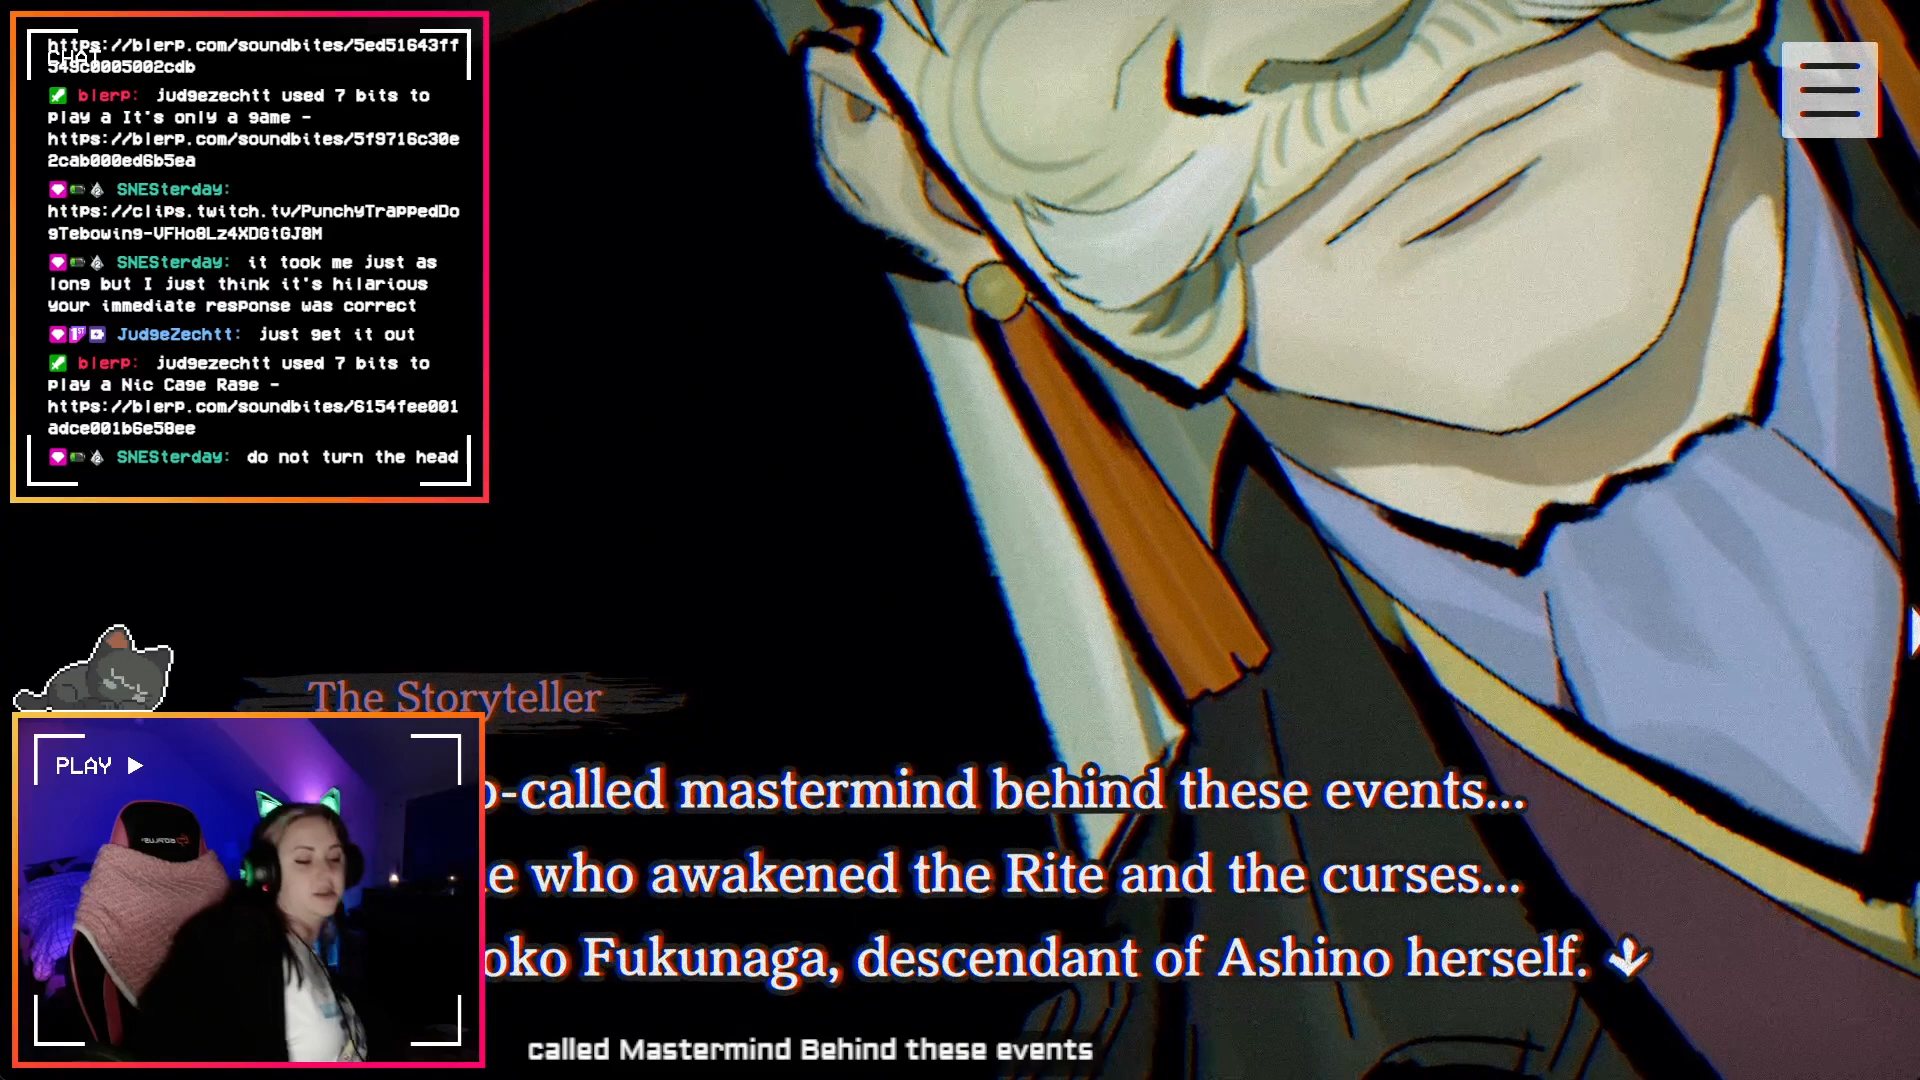 https://blerp.com/soundbites/5ed51643ff
CHAT
549c0005002cdb
blerp: judgezechtt used 7 bits to
play a It's only a game -
https://blerp.com/soundbites/5f9716c30e
2cab000ed6b5ea
SNESterday:
https://clips.twitch.tv/PunchyTrappedDo
gTebowing-VFHo8Lz4XDGtGJ8M
SNESterday: it took me just as
long but I just think it's hilarious
your immediate response was correct
JudgeZechtt: just get it out
blerp: judgezechtt used 7 bits to
play a Nic Cage Rage -
https://blerp.com/soundbites/6154fee001
adce001b6e58ee
SNESterday: do not turn the head
The Storyteller
PLAY
o-called mastermind behind these events...
e who awakened the Rite and the curses...
oko Fukunaga, descendant of Ashino herself.
called Mastermind Behind these events